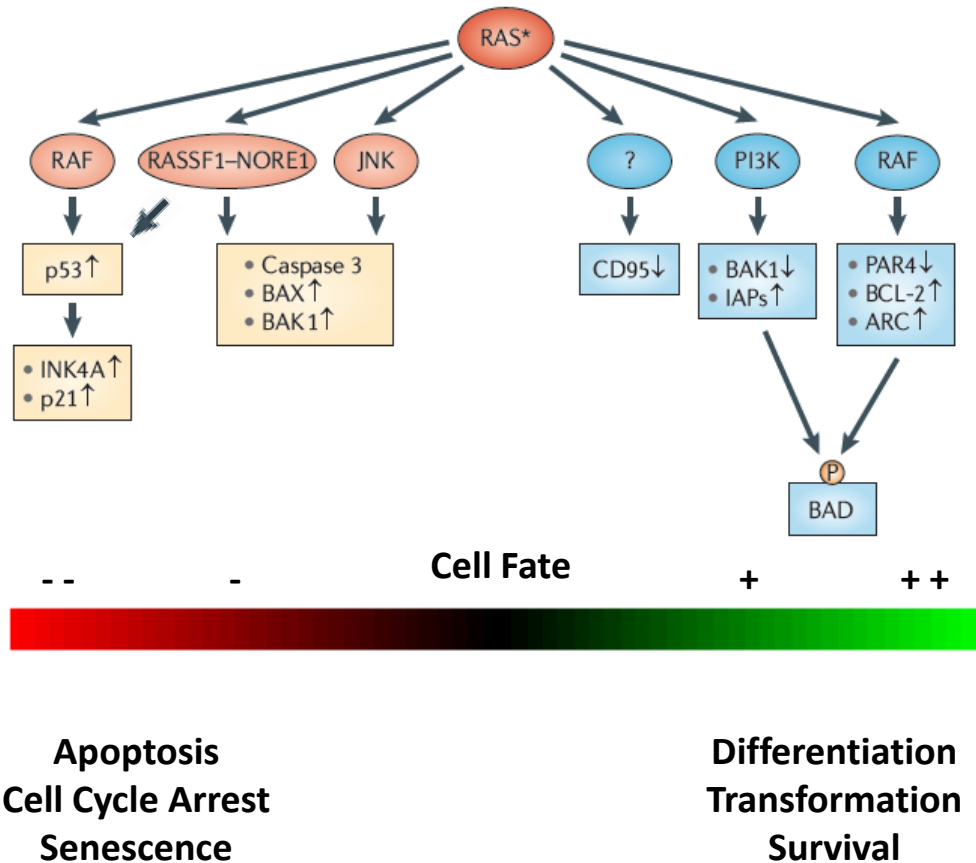 RAS*
RAF
RASSF1–NORE1
JNK
?
PI3K
RAF
p53↑
• Caspase 3
• BAX↑
• BAK1↑
CD95↓
• BAK1↓
• IAPs↑
• PAR4↓
• BCL-2↑
• ARC↑
• INK4A↑
• p21↑
P
BAD
Cell Fate
- -
-
+
+ +
Apoptosis
Cell Cycle Arrest
Senescence
Differentiation
Transformation
Survival